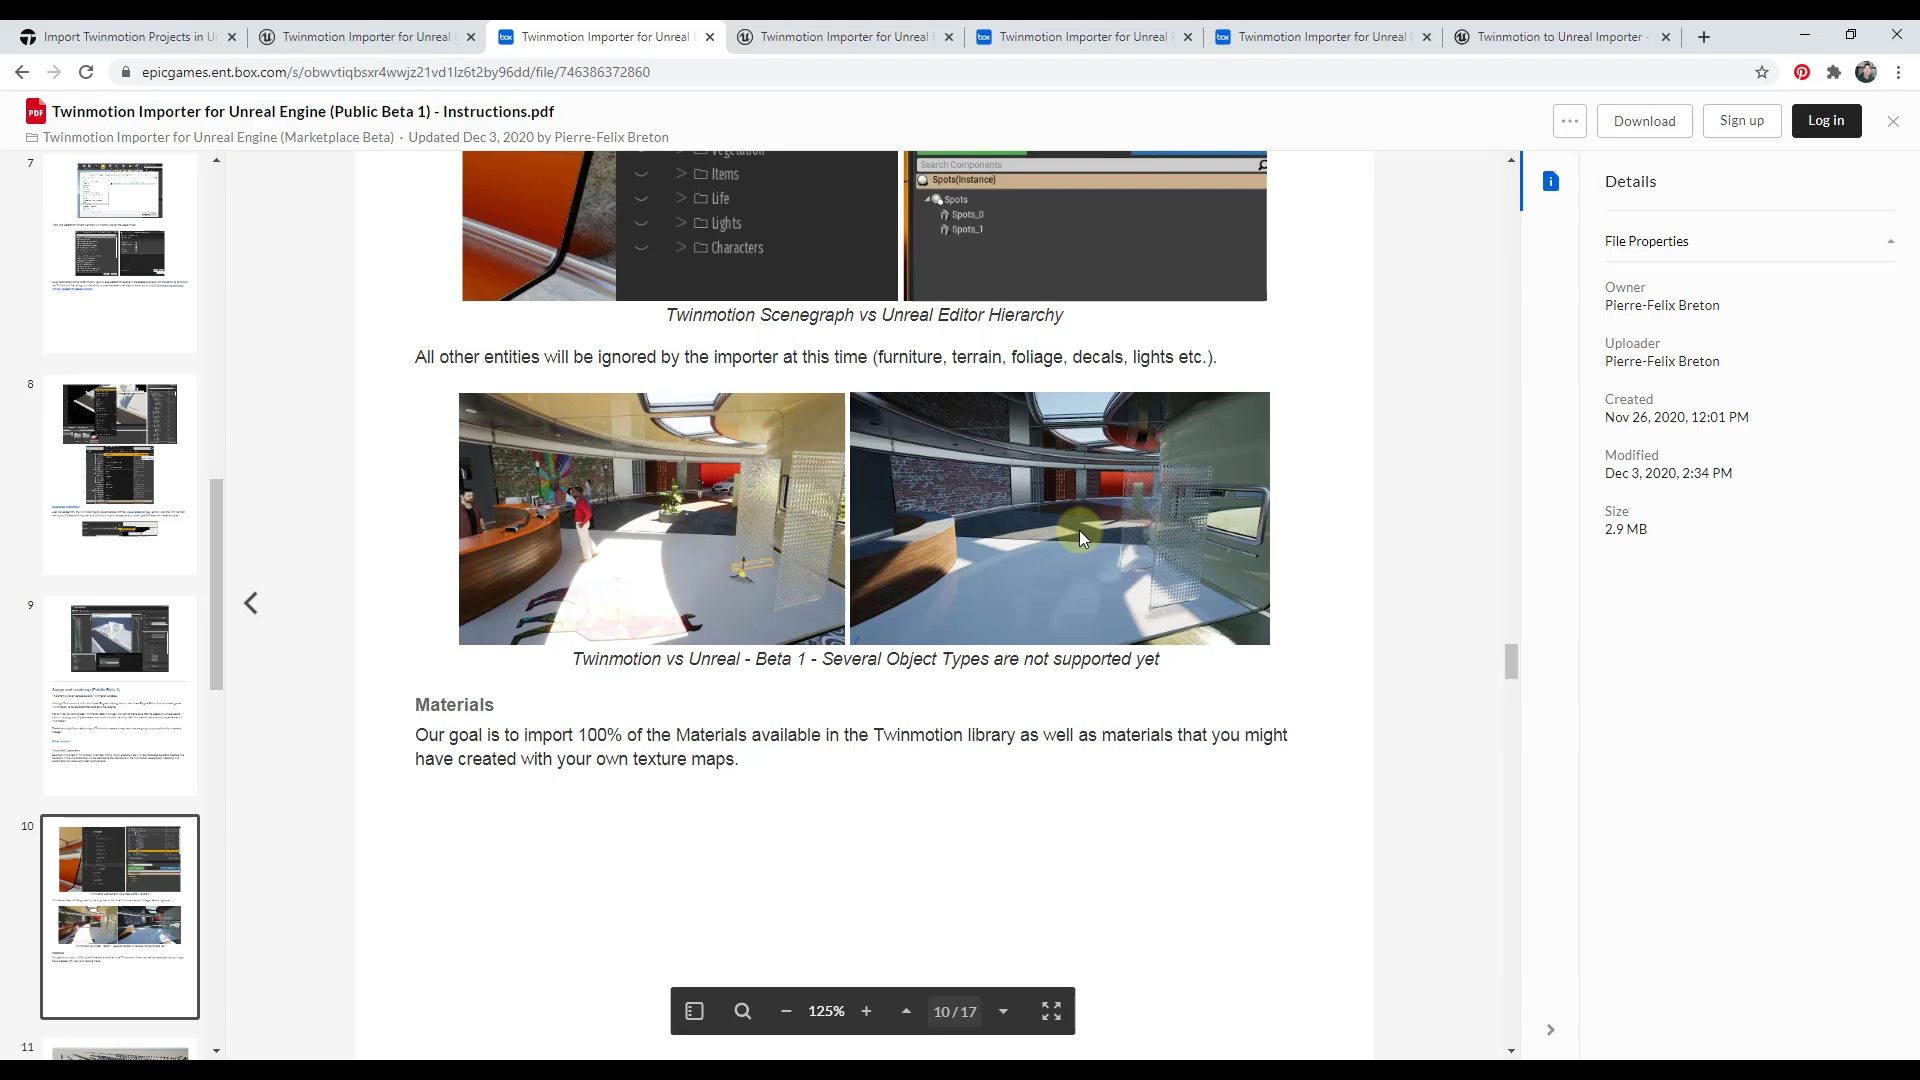 Import Twinmotion Projects in U
Twinmotion Importer for Unreal E
Twinmotion Importer for Unreal
Twinmotion Importer for Unreal
Twinmotion Importer for Unreal
Twinmotion Importer for Unreal
Twinmotion to Unreal Importer -
epicgames.ent.box.com/s/obwvtiqbsxr4wwjz21vd1lz6t2by96dd/file/746386372860
PDF
Twinmotion Importer for Unreal Engine (Public Beta 1) - Instructions.pdf
Twinmotion Importer for Unreal Engine (Marketplace Beta) · Updated Dec 3, 2020 by Pierre-Felix Breton
Download
Sign up
Log in
7
8
9
10
11
Vegetation
Items
Life
Lights
Characters
Search Components
Spots(Instance)
Spots
Spots_0
Spots_1
Twinmotion Scenegraph vs Unreal Editor Hierarchy
All other entities will be ignored by the importer at this time (furniture, terrain, foliage, decals, lights etc.).
Twinmotion vs Unreal - Beta 1 - Several Object Types are not supported yet
Materials
Our goal is to import 100% of the Materials available in the Twinmotion library as well as materials that you might
have created with your own texture maps.
125%
10 / 17
Details
File Properties
Owner
Pierre-Felix Breton
Uploader
Pierre-Felix Breton
Created
Nov 26, 2020, 12:01 PM
Modified
Dec 3, 2020, 2:34 PM
Size
2.9 MB